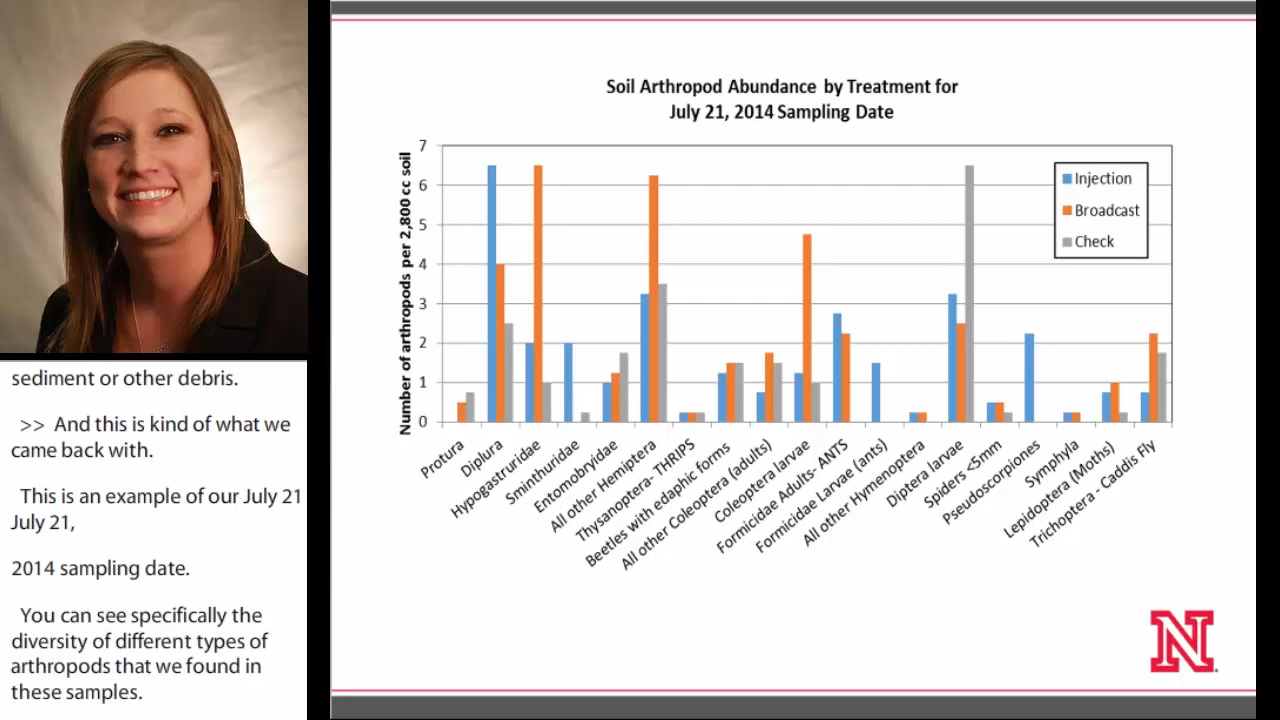 sediment or other debris.
>> And this is kind of what we
came back with.
This is an example of our July 21
July 21,
2014 sampling date.
You can see specifically the
diversity of different types of
arthropods that we found in
these samples.
Soil Arthropod Abundance by Treatment for
July 21, 2014 Sampling Date
Number of arthropods per 2,800 cc soil
7
6
5
4
3
2
1
0
Injection
Broadcast
Check
Protura
Diplura
Hypogastruridae
Sminthuridae
Entomobryidae
All other Hemiptera
Thysanoptera- THRIPS
Beetles with edaphic forms
All other Coleoptera (adults)
Coleoptera larvae
Formicidae Adults- ANTS
Formicidae Larvae (ants)
All other Hymenoptera
Diptera larvae
Spiders <5mm
Pseudoscorpiones
Symphyla
Lepidoptera (Moths)
Trichoptera - Caddis Fly
N